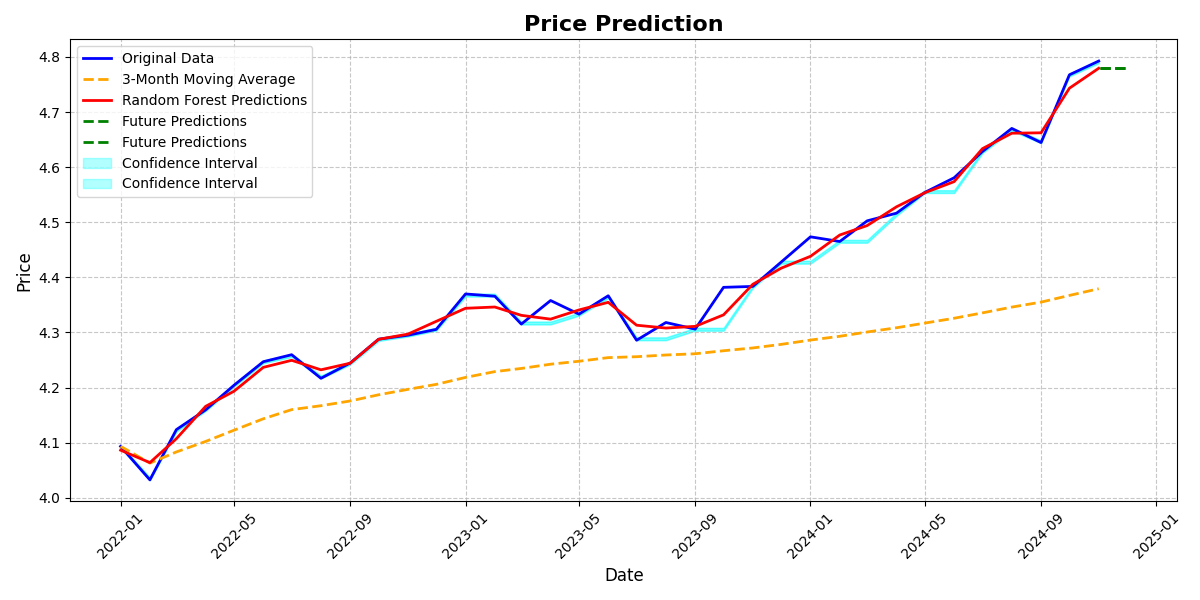 Price Prediction
Original Data
3-Month Moving Average
Random Forest Predictions
Future Predictions
Future Predictions
Confidence Interval
Confidence Interval
4.8
4.7
4.6
4.5
4.4
4.3
4.2
4.1
4.0
Price
2022-01
2022-05
2022-09
2023-01
2023-05
2023-09
2024-01
2024-05
2024-09
2025-01
Date